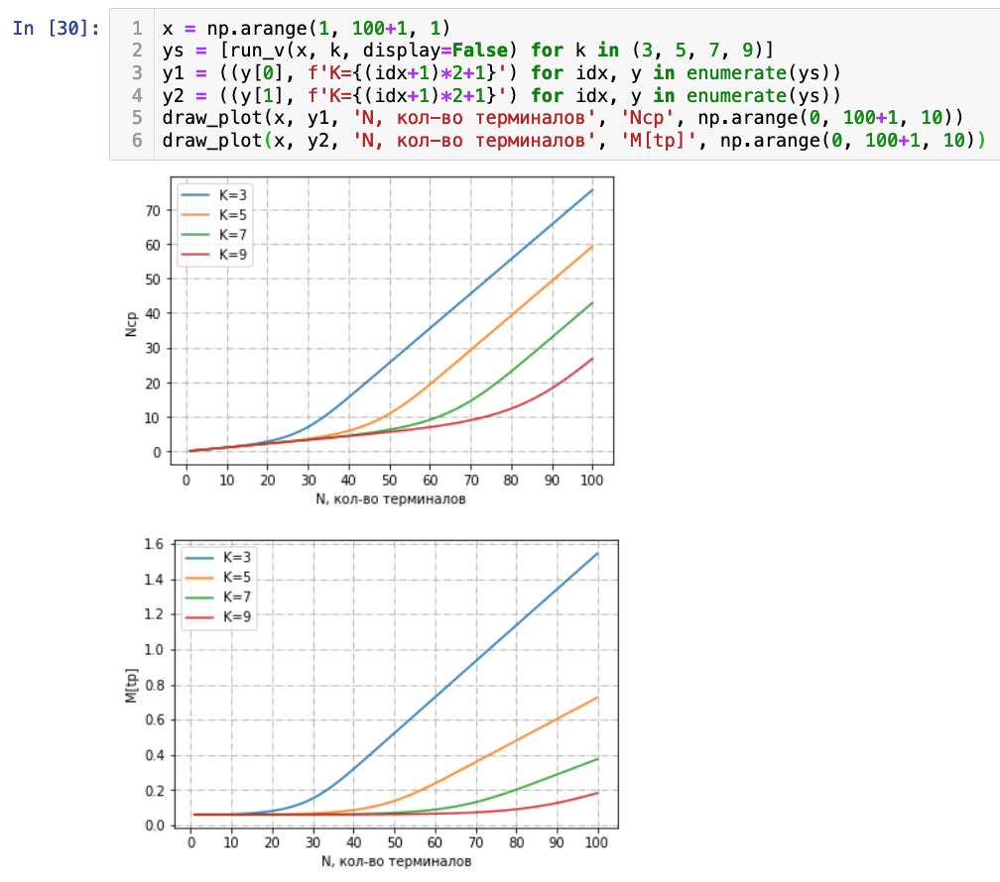 In [30]:
1 x = np.arange(1, 100+1, 1)
2 ys = [run_v(x, k, display=False) for k in (3, 5, 7, 9)]
3 y1 = ((y[0], f'K={(idx+1)*2+1}') for idx, y in enumerate(ys))
4 y2 = ((y[1], f'K={(idx+1)*2+1}') for idx, y in enumerate(ys))
5 draw_plot(x, y1, 'N, кол-во терминалов', 'Nср', np.arange(0, 100+1, 10))
6 draw_plot(x, y2, 'N, кол-во терминалов', 'M[tр]', np.arange(0, 100+1, 10))
K=3
K=5
K=7
K=9
70
60
50
40
30
20
10
0
Nср
0 10 20 30 40 50 60 70 80 90 100
N, кол-во терминалов
K=3
K=5
K=7
K=9
1.6
1.4
1.2
1.0
0.8
0.6
0.4
0.2
0.0
M[tр]
0 10 20 30 40 50 60 70 80 90 100
N, кол-во терминалов